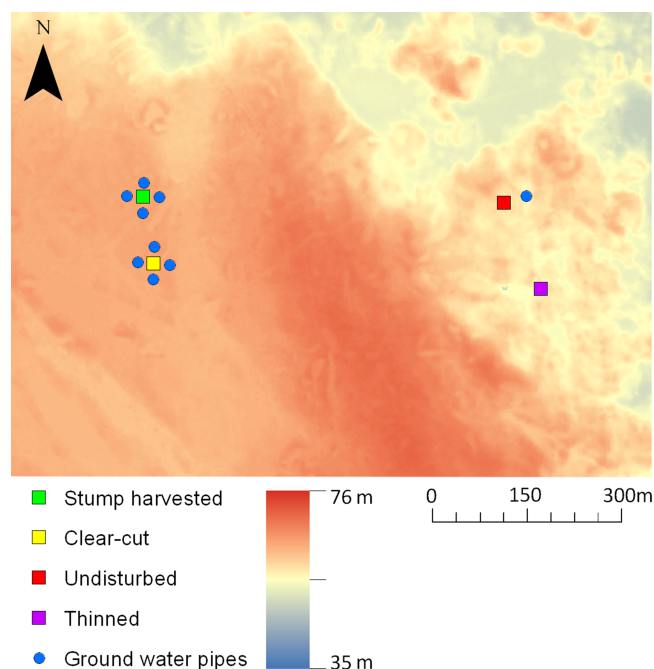 N
Stump harvested
Clear-cut
Undisturbed
Thinned
Ground water pipes
76 m
35 m
0 150 300m